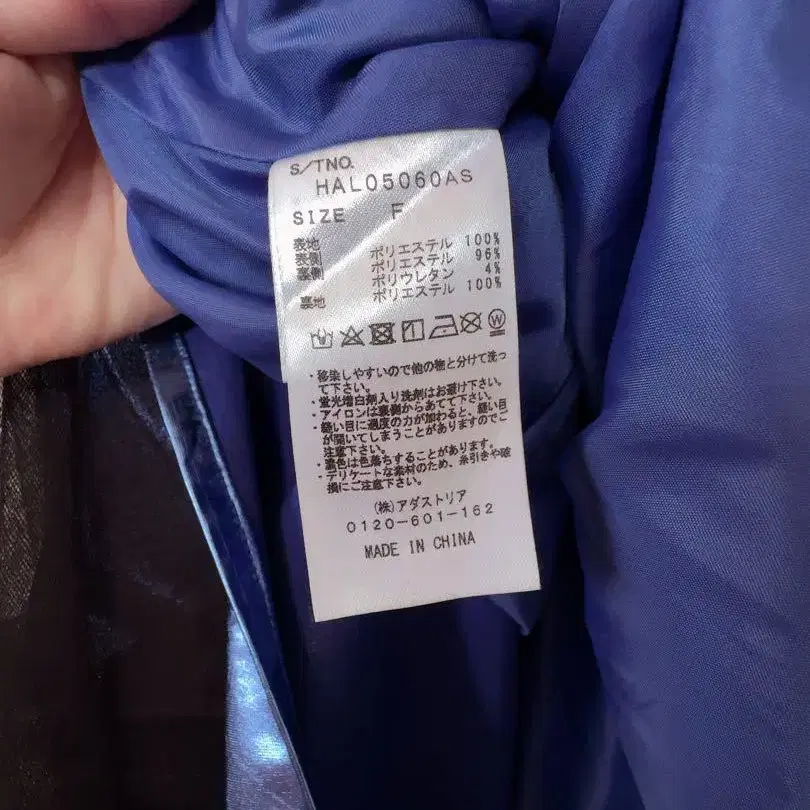 S/TNO.
HAL05060AS
SIZE F
表地 ポリエステル 100%
表側 ポリエステル 96%
裏側 ポリウレタン 4%
裏地 ポリエステル 100%
・移染しやすいので他の物と分けて洗っ
て下さい。
・蛍光増白剤入り洗剤はお避け下さい。
・アイロンは裏側からあてて下さい。
・縫い目に過度の力が加わると、縫い目
が開いてしまうことがありますのでご
注意下さい。
・濃色は色落ちすることがあります。
・デリケートな素材のため、糸引きや破
損にご注意下さい。
(株)アダストリア
0120-601-162
MADE IN CHINA